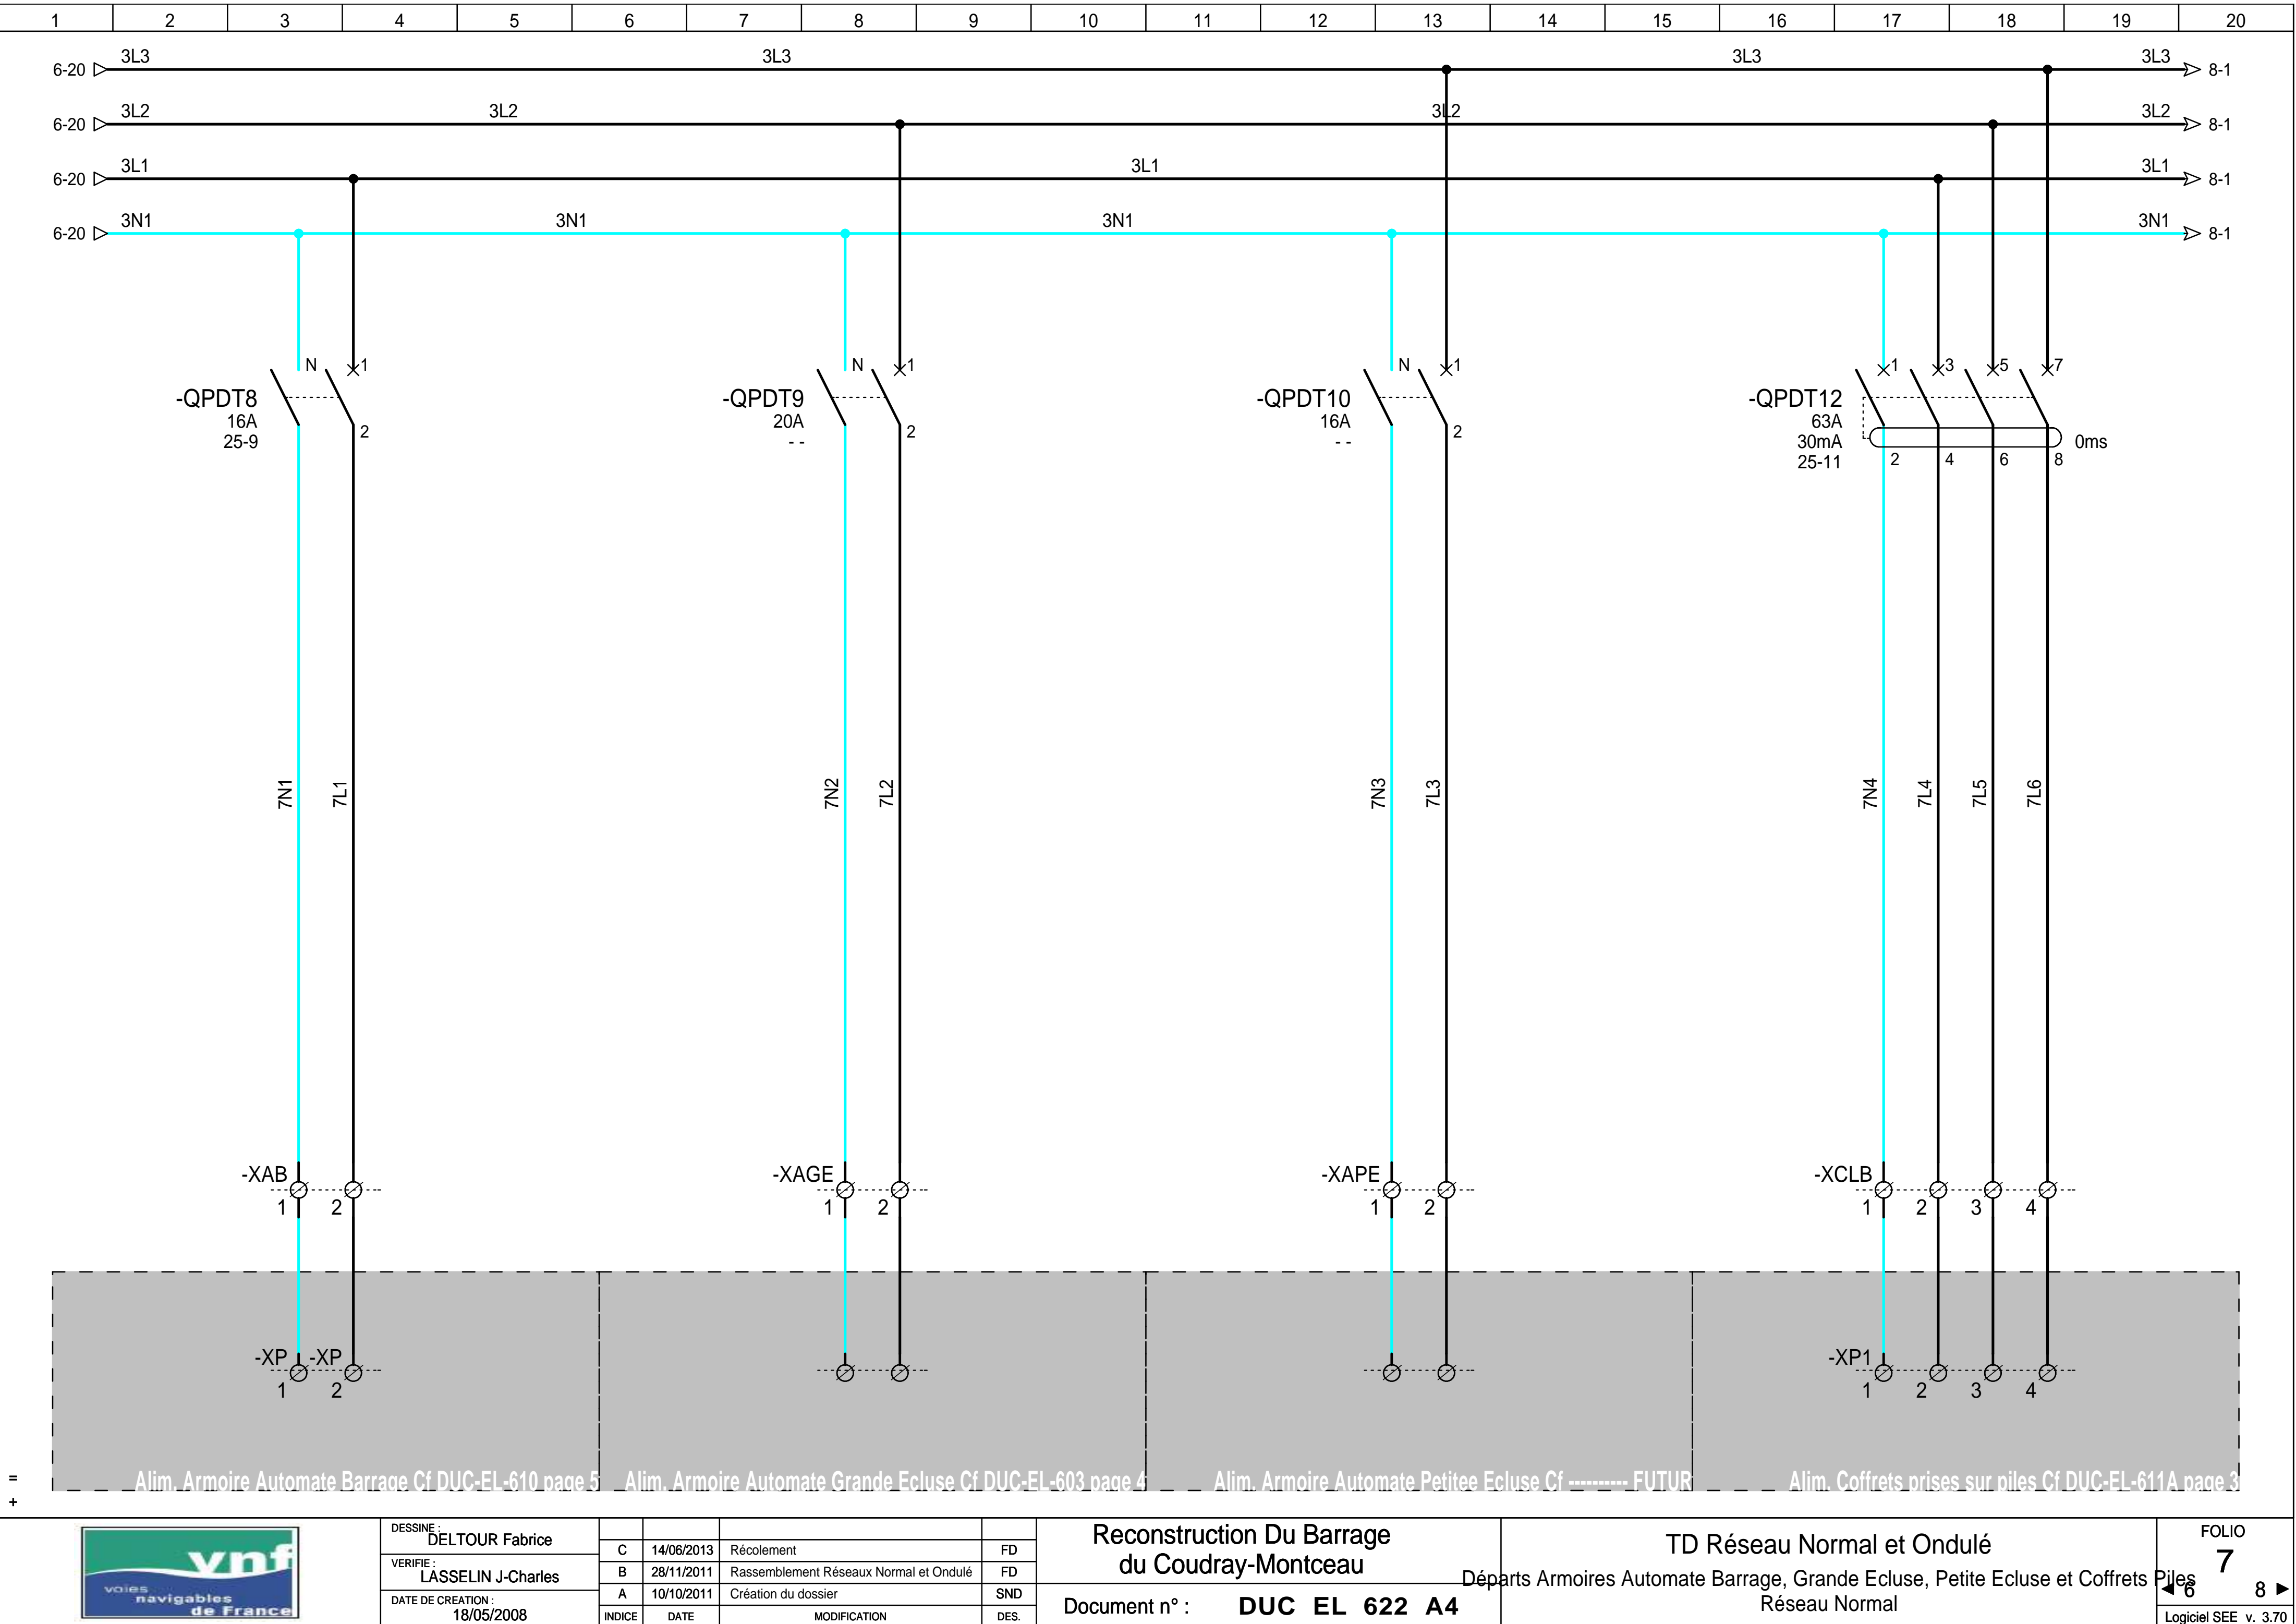 1 2 3 4 5 6 7 8 9 10 11 12 13 14 15 16 17 18 19 20
6-20 3L3 3L3 3L3 3L3 8-1
6-20 3L2 3L2 3L2 3L2 8-1
6-20 3L1 3L1 3L1 8-1
6-20 3N1 3N1 3N1 3N1 8-1
N 1 N 1 N 1 1 3 5 7
-QPDT8 -QPDT9 -QPDT10 -QPDT12
16A 20A 16A 63A
2 2 2
25-9 - - - - 30mA 0ms
25-11 2 4 6 8
7N1 7L1 7N2 7L2 7N3 7L3 7N4 7L4 7L5 7L6
-XAB -XAGE -XAPE -XCLB
1 2 1 2 1 2 1 2 3 4
-XP -XP -XP1
1 2 1 2 3 4
Alim. Armoire Automate Barrage Cf DUC-EL-610 page 5
Alim. Armoire Automate Grande Ecluse Cf DUC-EL-603 page 4
Alim. Armoire Automate Petitee Ecluse Cf ---------- FUTUR
Alim. Coffrets prises sur piles Cf DUC-EL-611A page 3
=
+
vnf
voies
navigables
de France
DESSINE :
DELTOUR Fabrice
VERIFIE :
LASSELIN J-Charles
DATE DE CREATION :
18/05/2008
C 14/06/2013 Récolement FD
B 28/11/2011 Rassemblement Réseaux Normal et Ondulé FD
A 10/10/2011 Création du dossier SND
INDICE DATE MODIFICATION DES.
Reconstruction Du Barrage
du Coudray-Montceau
Document n° : DUC EL 622 A4
TD Réseau Normal et Ondulé
Départs Armoires Automate Barrage, Grande Ecluse, Petite Ecluse et Coffrets Piles
Réseau Normal
FOLIO
7
◄ 6 8 ►
Logiciel SEE v. 3.70